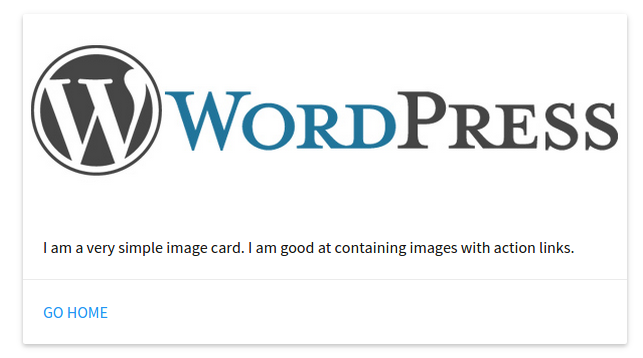 WORDPRESS
I am a very simple image card. I am good at containing images with action links.
GO HOME